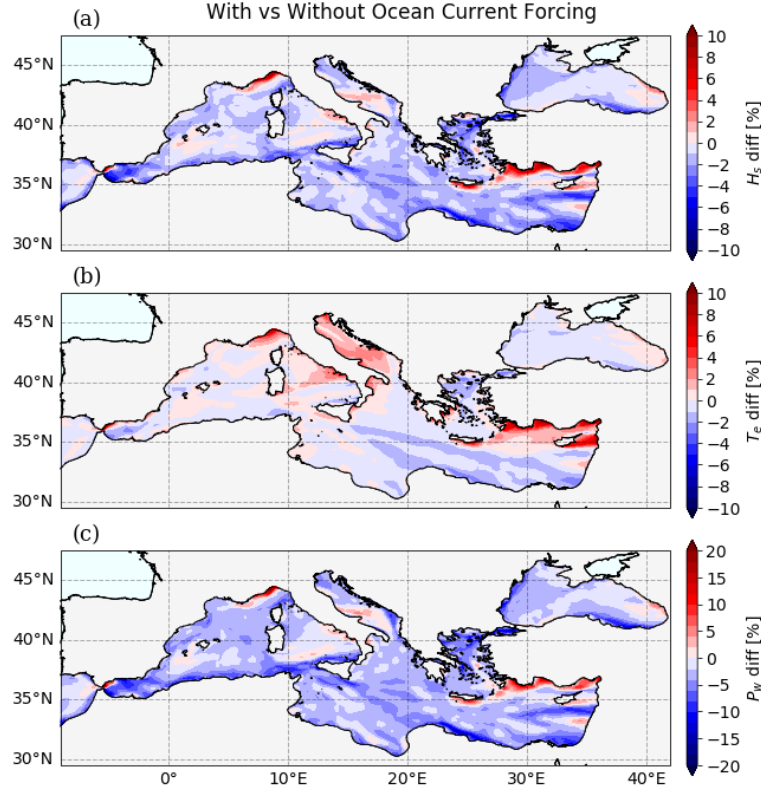 With vs Without Ocean Current Forcing
(a)
45°N
40°N
35°N
30°N
10
8
6
4
2
0
−2
−4
−6
−8
−10
Hs diff [%]
(b)
45°N
40°N
35°N
30°N
10
8
6
4
2
0
−2
−4
−6
−8
−10
Te diff [%]
(c)
45°N
40°N
35°N
30°N
0° 10°E 20°E 30°E 40°E
20
15
10
5
0
−5
−10
−15
−20
Pw diff [%]